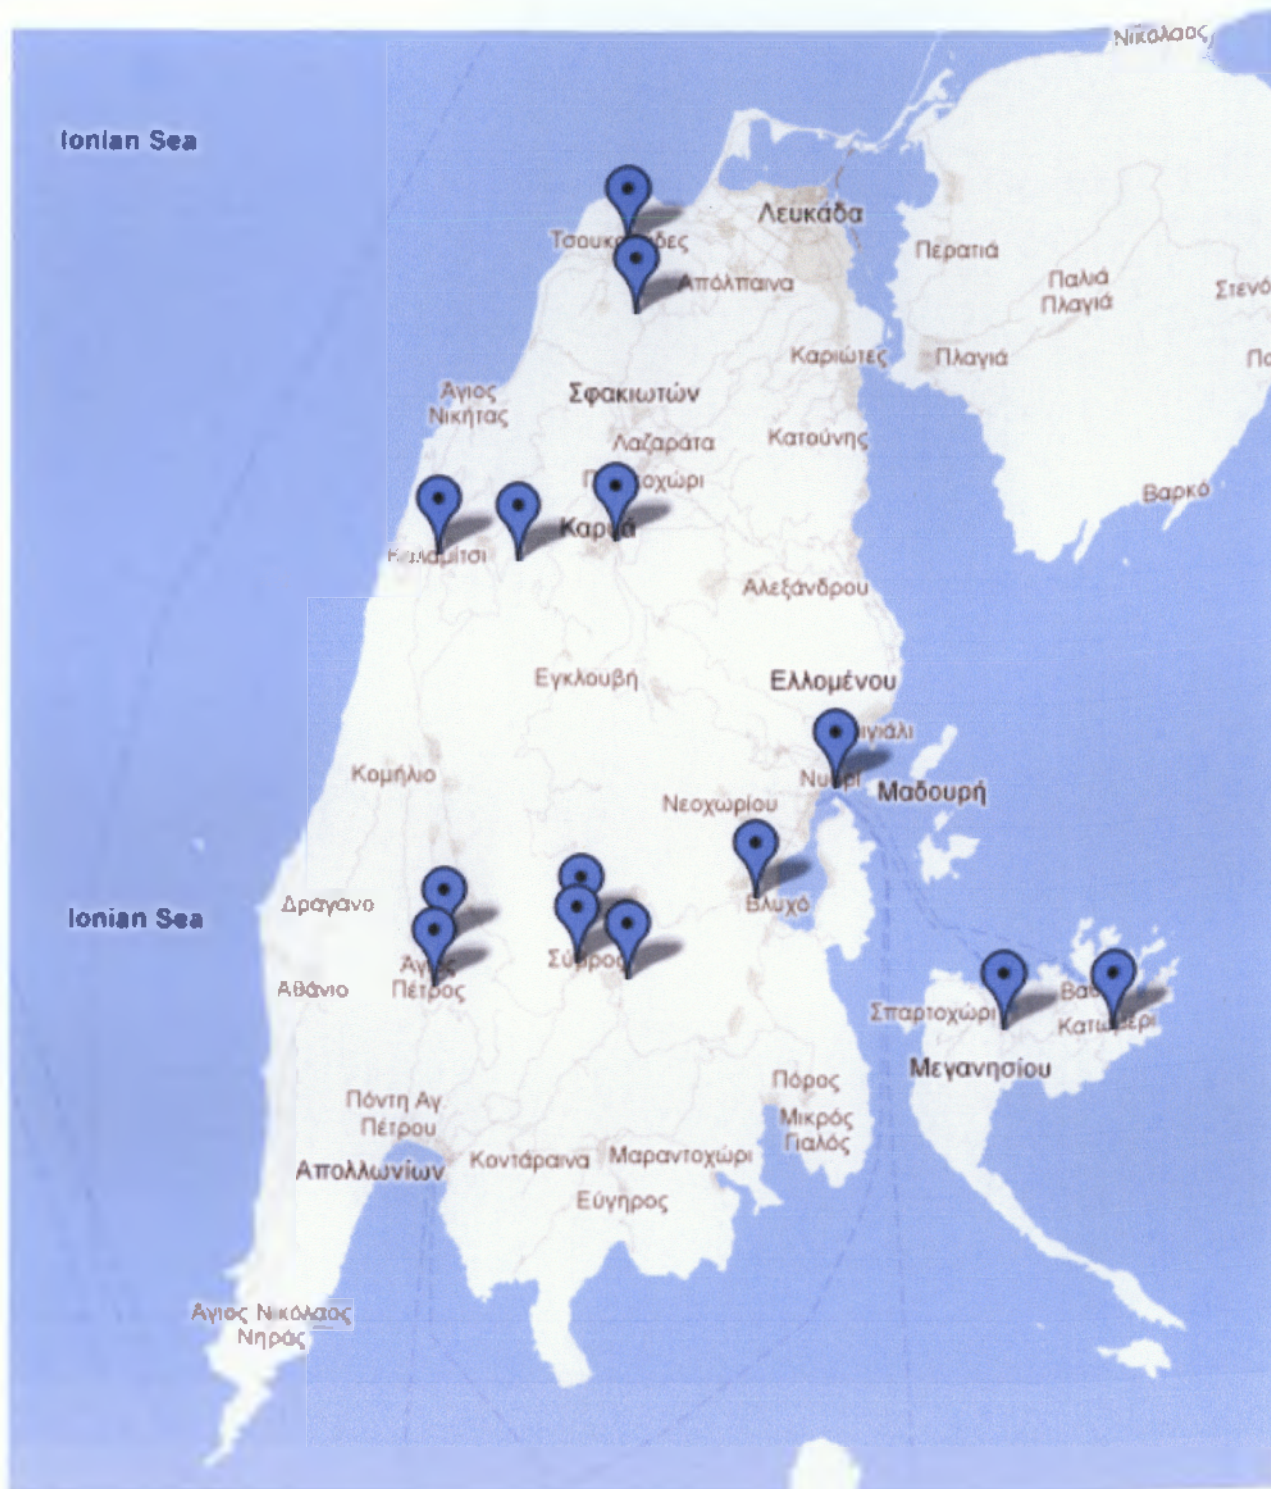 Νικόλαος
Ionian Sea
Λευκάδα
Περατιά
Απόλπαινα
Παλιά
Πλαγιά
Καριώτες
Πλαγιά
Άγιος
Νικήτας
Σφακιωτών
Λαζαράτα
Κατούνης
Βαρκό
Αλεξάνδρου
Εγκλουβή
Ελλομένου
Κομήλιο
Μαδουρή
Νεοχωρίου
Δράγανο
Βλυχό
Ionian Sea
Αθάνιο
Πέτρος
Σπαρτοχώρι
Μεγανησίου
Πόρος
Πόντη Αγ.
Πέτρου
Μικρός
Γιαλός
Απολλωνίων
Κοντάραινα
Μαραντοχώρι
Εύγηρος
Άγιος Νικόλαος
Νηράς